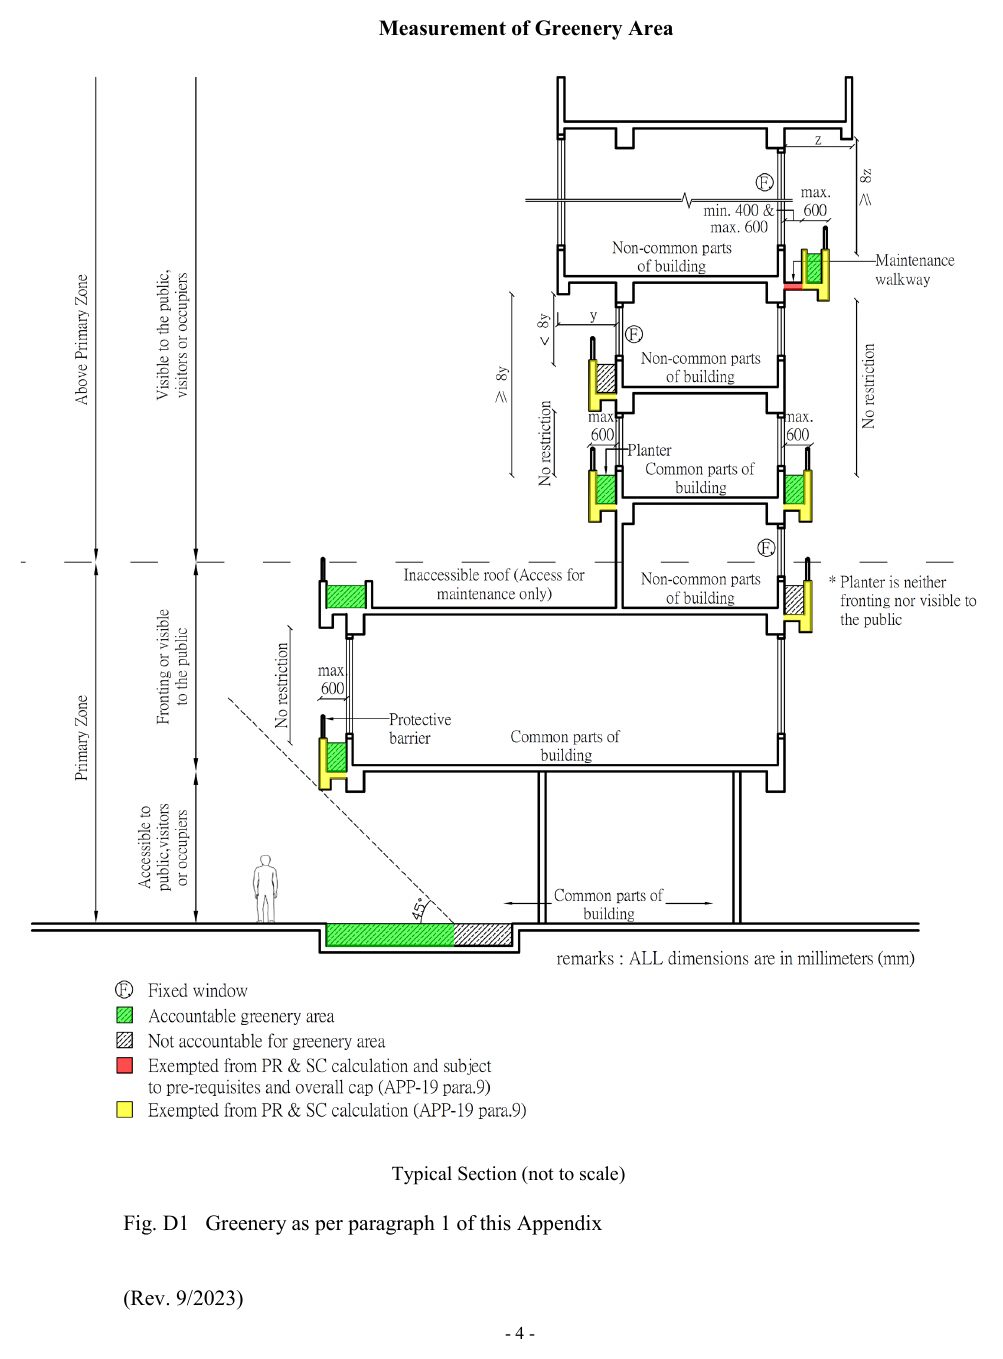 Measurement of Greenery Area
z
≥ 8z
F.
max.
600
min. 400 &
max. 600
Non-common parts
of building
Maintenance
walkway
Above Primary Zone
Visible to the public,
visitors or occupiers
≥ 8y
< 8y
y
F.
Non-common parts
of building
No restriction
No restriction
max.
600
max.
600
Planter
Common parts of
building
F.
Inaccessible roof (Access for
maintenance only)
Non-common parts
of building
* Planter is neither
fronting nor visible to
the public
Primary Zone
Fronting or visible
to the public
No restriction
max.
600
Protective
barrier
Common parts of
building
Accessible to
public,visitors
or occupiers
45°
Common parts of
building
remarks : ALL dimensions are in millimeters (mm)
F. Fixed window
Accountable greenery area
Not accountable for greenery area
Exempted from PR & SC calculation and subject
to pre-requisites and overall cap (APP-19 para.9)
Exempted from PR & SC calculation (APP-19 para.9)
Typical Section (not to scale)
Fig. D1 Greenery as per paragraph 1 of this Appendix
(Rev. 9/2023)
- 4 -